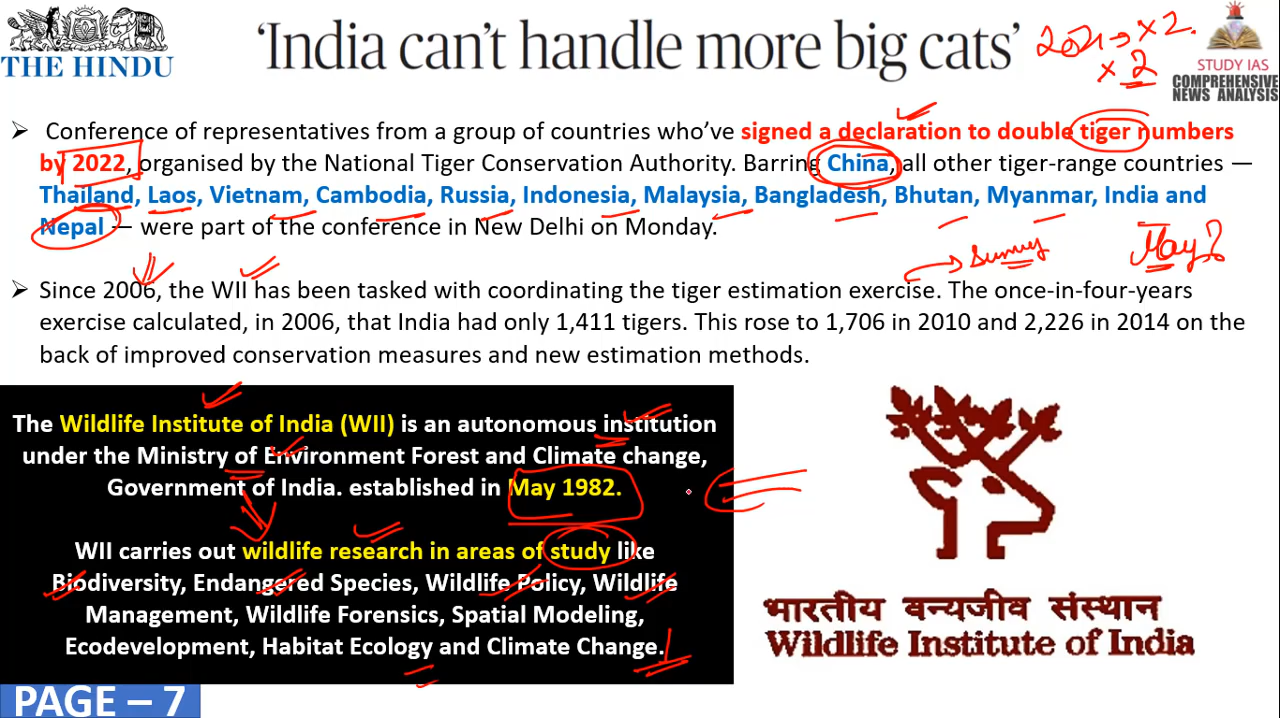 THE HINDU
‘India can’t handle more big cats’
STUDY IAS
COMPREHENSIVE
NEWS ANALYSIS
×2.
×2
➢ Conference of representatives from a group of countries who’ve signed a declaration to double tiger numbers
by 2022, organised by the National Tiger Conservation Authority. Barring China, all other tiger-range countries —
Thailand, Laos, Vietnam, Cambodia, Russia, Indonesia, Malaysia, Bangladesh, Bhutan, Myanmar, India and
Nepal — were part of the conference in New Delhi on Monday.
May?
➢ Since 2006, the WII has been tasked with coordinating the tiger estimation exercise. The once-in-four-years
exercise calculated, in 2006, that India had only 1,411 tigers. This rose to 1,706 in 2010 and 2,226 in 2014 on the
back of improved conservation measures and new estimation methods.
The Wildlife Institute of India (WII) is an autonomous institution
under the Ministry of Environment Forest and Climate change,
Government of India. established in May 1982.
WII carries out wildlife research in areas of study like
Biodiversity, Endangered Species, Wildlife Policy, Wildlife
Management, Wildlife Forensics, Spatial Modeling,
Ecodevelopment, Habitat Ecology and Climate Change.
भारतीय वन्यजीव संस्थान
Wildlife Institute of India
PAGE – 7